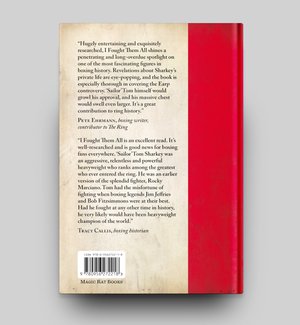 "Hugely entertaining and exquisitely
researched, I Fought Them All shines a
penetrating and long-overdue spotlight on
one of the most fascinating figures in
boxing history. Revelations about Sharkey's
private life are eye-popping, and the book is
especially thorough in covering the Earp
controversy. 'Sailor' Tom himself would
growl his approval, and his massive chest
would swell even larger. It's a great
contribution to ring history."
Pete Ehrmann, boxing writer,
contributor to The Ring
"I Fought Them All is an excellent read. It's
well-researched and is good news for boxing
fans everywhere. 'Sailor' Tom Sharkey was
an aggressive, relentless and powerful
heavyweight who ranks among the greatest
who ever entered the ring. He was an earlier
version of the splendid fighter, Rocky
Marciano. Tom had the misfortune of
fighting when boxing legends Jim Jeffries
and Bob Fitzsimmons were at their best.
Had he fought at any other time in history,
he very likely would have been heavyweight
champion of the world."
Tracy Callis, boxing historian
Magic Rat Books